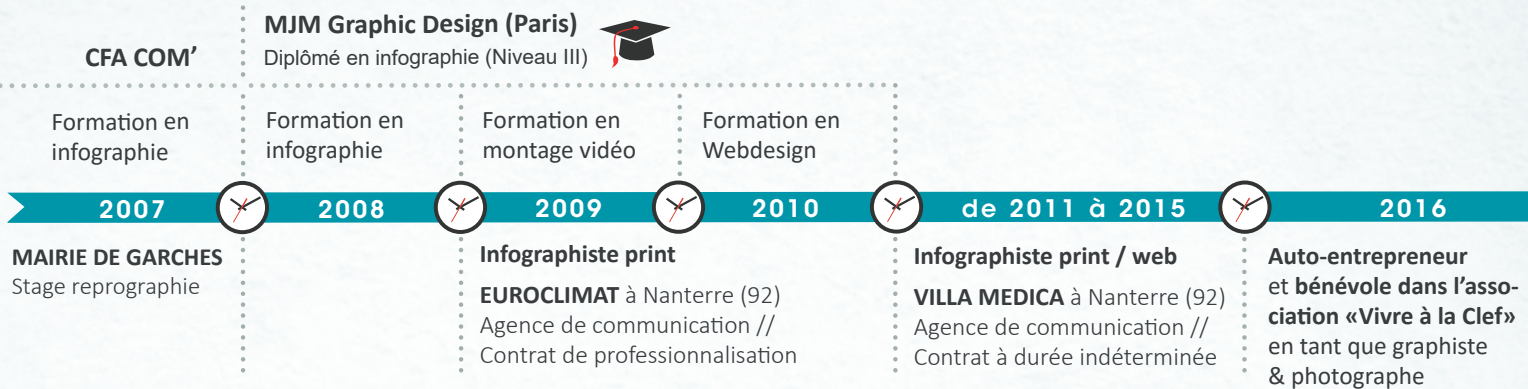 CFA COM’
MJM Graphic Design (Paris)
Diplômé en infographie (Niveau III)
Formation en
infographie
Formation en
infographie
Formation en
montage vidéo
Formation en
Webdesign
2007
2008
2009
2010
de 2011 à 2015
2016
MAIRIE DE GARCHES
Stage reprographie
Infographiste print
EUROCLIMAT à Nanterre (92)
Agence de communication //
Contrat de professionnalisation
Infographiste print / web
VILLA MEDICA à Nanterre (92)
Agence de communication //
Contrat à durée indéterminée
Auto-entrepreneur
et bénévole dans l’asso-
ciation «Vivre à la Clef»
en tant que graphiste
& photographe